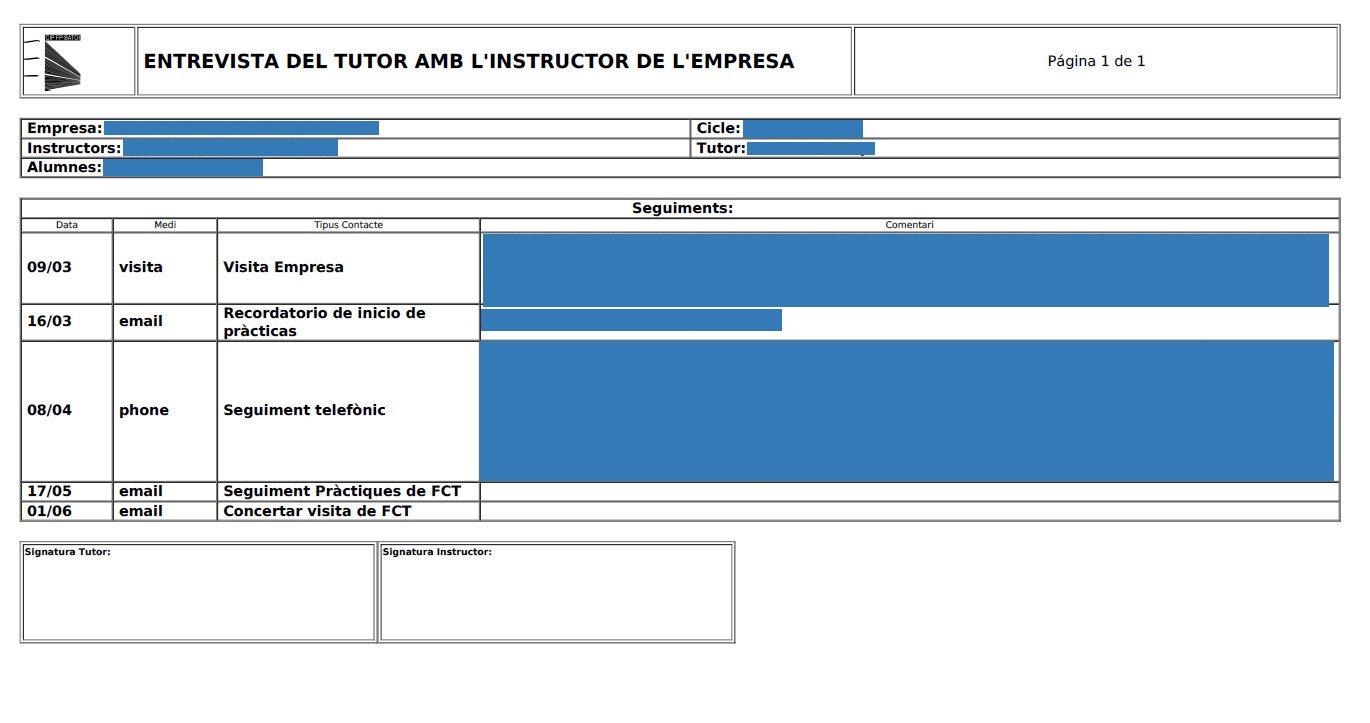 CIP FP BATOI
ENTREVISTA DEL TUTOR AMB L'INSTRUCTOR DE L'EMPRESA
Página 1 de 1
Empresa:
Cicle:
Instructors:
Tutor:
Alumnes:
Seguiments:
Data Medi Tipus Contacte Comentari
09/03 visita Visita Empresa
16/03 email Recordatorio de inicio de
pràcticas
08/04 phone Seguiment telefònic
17/05 email Seguiment Pràctiques de FCT
01/06 email Concertar visita de FCT
Signatura Tutor:
Signatura Instructor: